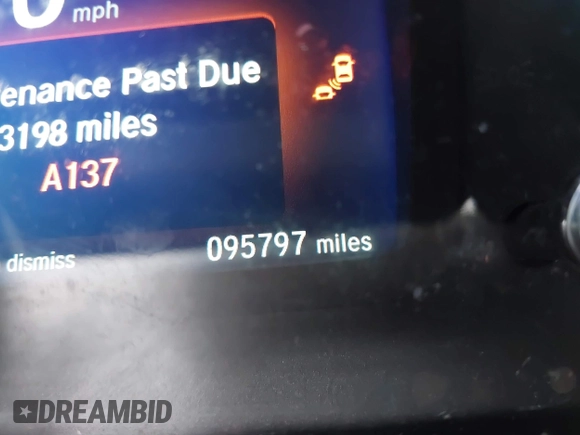 mph
enance Past Due
3198 miles
A137
dismiss
095797 miles
DREAMBID